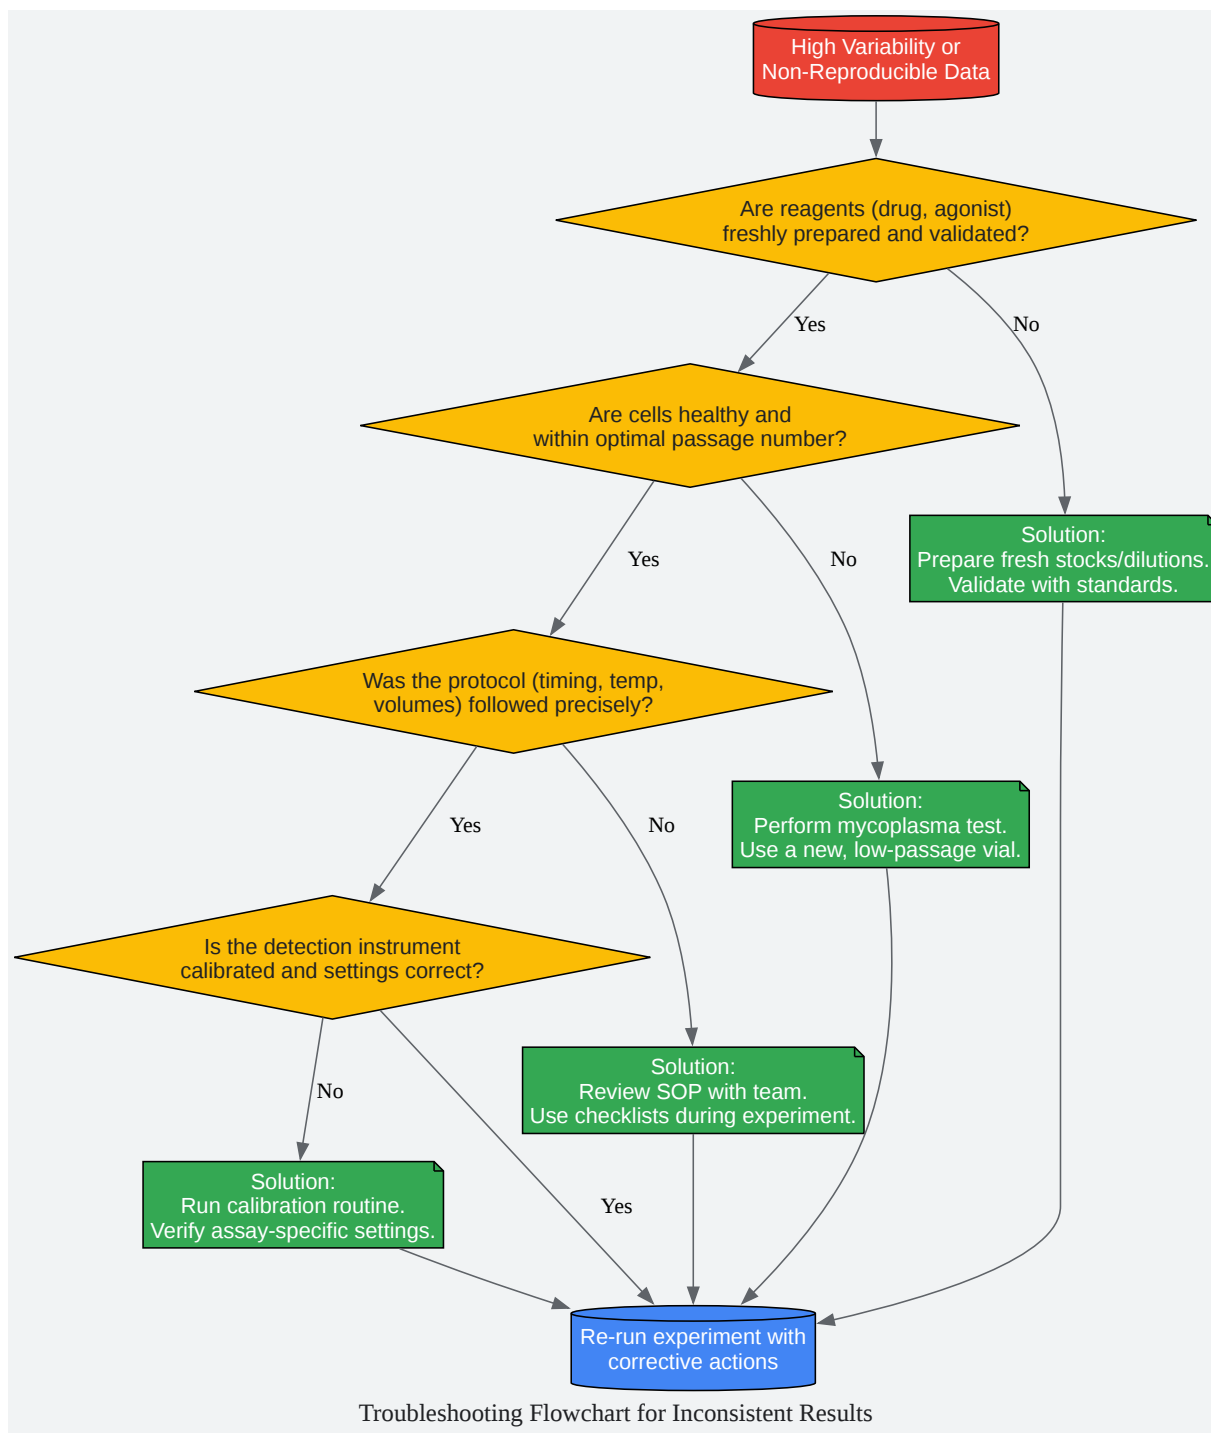 High Variability or
Non-Reproducible Data
Are reagents (drug, agonist)
freshly prepared and validated?
Yes
No
Are cells healthy and
within optimal passage number?
Solution:
Prepare fresh stocks/dilutions.
Validate with standards.
Yes
No
Was the protocol (timing, temp,
volumes) followed precisely?
Solution:
Perform mycoplasma test.
Use a new, low-passage vial.
Yes
No
Is the detection instrument
calibrated and settings correct?
Solution:
Review SOP with team.
Use checklists during experiment.
No
Yes
Solution:
Run calibration routine.
Verify assay-specific settings.
Re-run experiment with
corrective actions
Troubleshooting Flowchart for Inconsistent Results